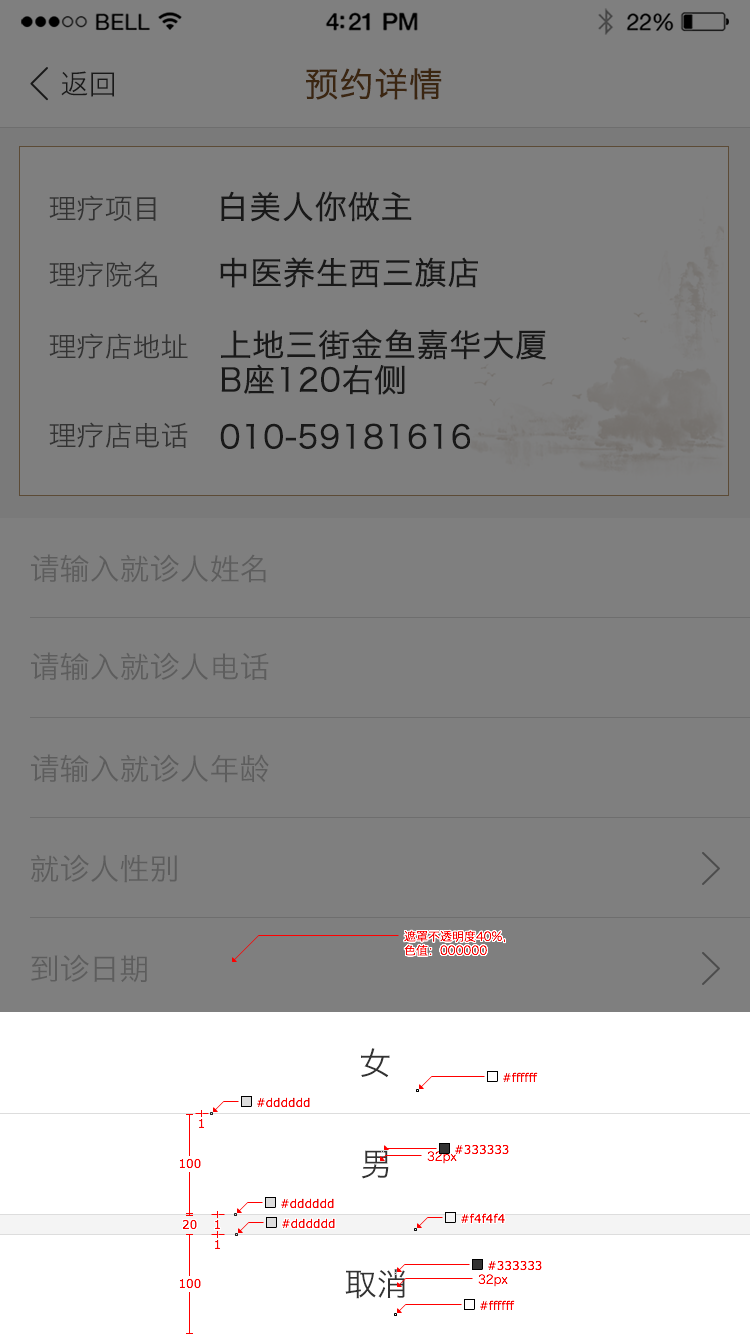 BELL 4:21 PM 22%
返回 预约详情
理疗项目 白美人你做主
理疗院名 中医养生西三旗店
理疗店地址 上地三街金鱼嘉华大厦
B座120右侧
理疗店电话 010-59181616
请输入就诊人姓名
请输入就诊人电话
请输入就诊人年龄
就诊人性别
到诊日期
遮罩不透明度40%,
色值：000000
女
#ffffff
#dddddd
1
#333333
32px
100
男
#dddddd
#f4f4f4
20 1 #dddddd
1
#333333
32px
100
取消
#ffffff